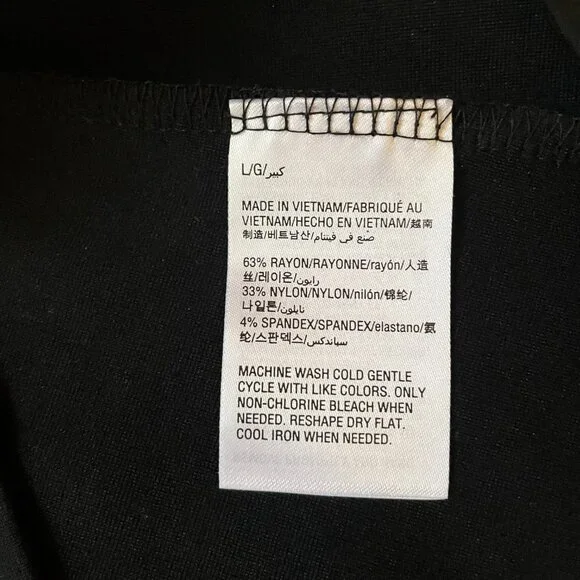 L/G/كبير
MADE IN VIETNAM/FABRIQUÉ AU
VIETNAM/HECHO EN VIETNAM/越南
制造/베트남산/صنع في فيتنام
63% RAYON/RAYONNE/rayón/人造
丝/레이온/رايون
33% NYLON/NYLON/nilón/锦纶/
나일론/نايلون
4% SPANDEX/SPANDEX/elastano/氨
纶/스판덱스/سباندكس
MACHINE WASH COLD GENTLE
CYCLE WITH LIKE COLORS. ONLY
NON-CHLORINE BLEACH WHEN
NEEDED. RESHAPE DRY FLAT.
COOL IRON WHEN NEEDED.